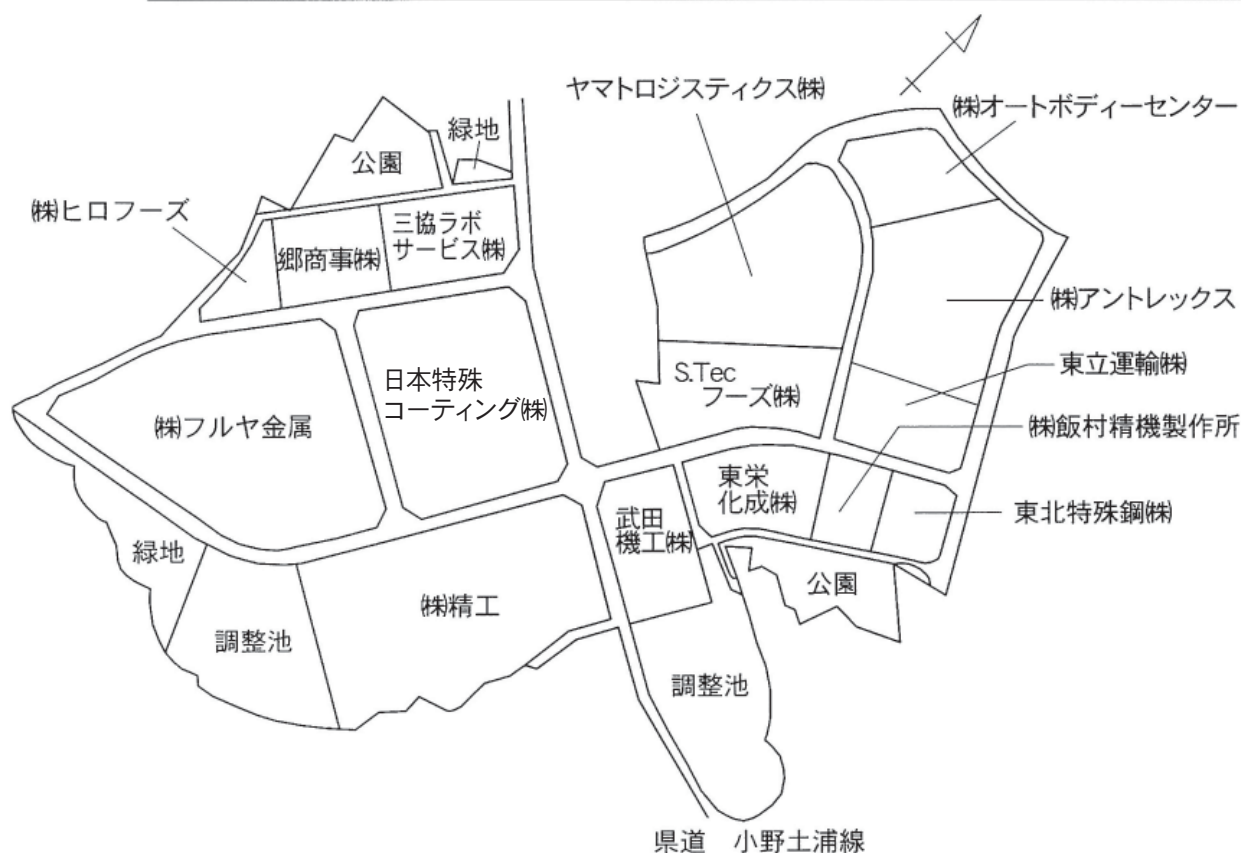 ヤマトロジスティクス㈱
㈱オートボディーセンター
緑地
公園
㈱ヒロフーズ
三協ラボ
サービス㈱
郷商事㈱
㈱アントレックス
東立運輸㈱
S.Tec
フーズ㈱
日本特殊
コーティング㈱
㈱フルヤ金属
㈱飯村精機製作所
東栄
化成㈱
武田
機工㈱
東北特殊鋼㈱
緑地
公園
㈱精工
調整池
調整池
県道　小野土浦線